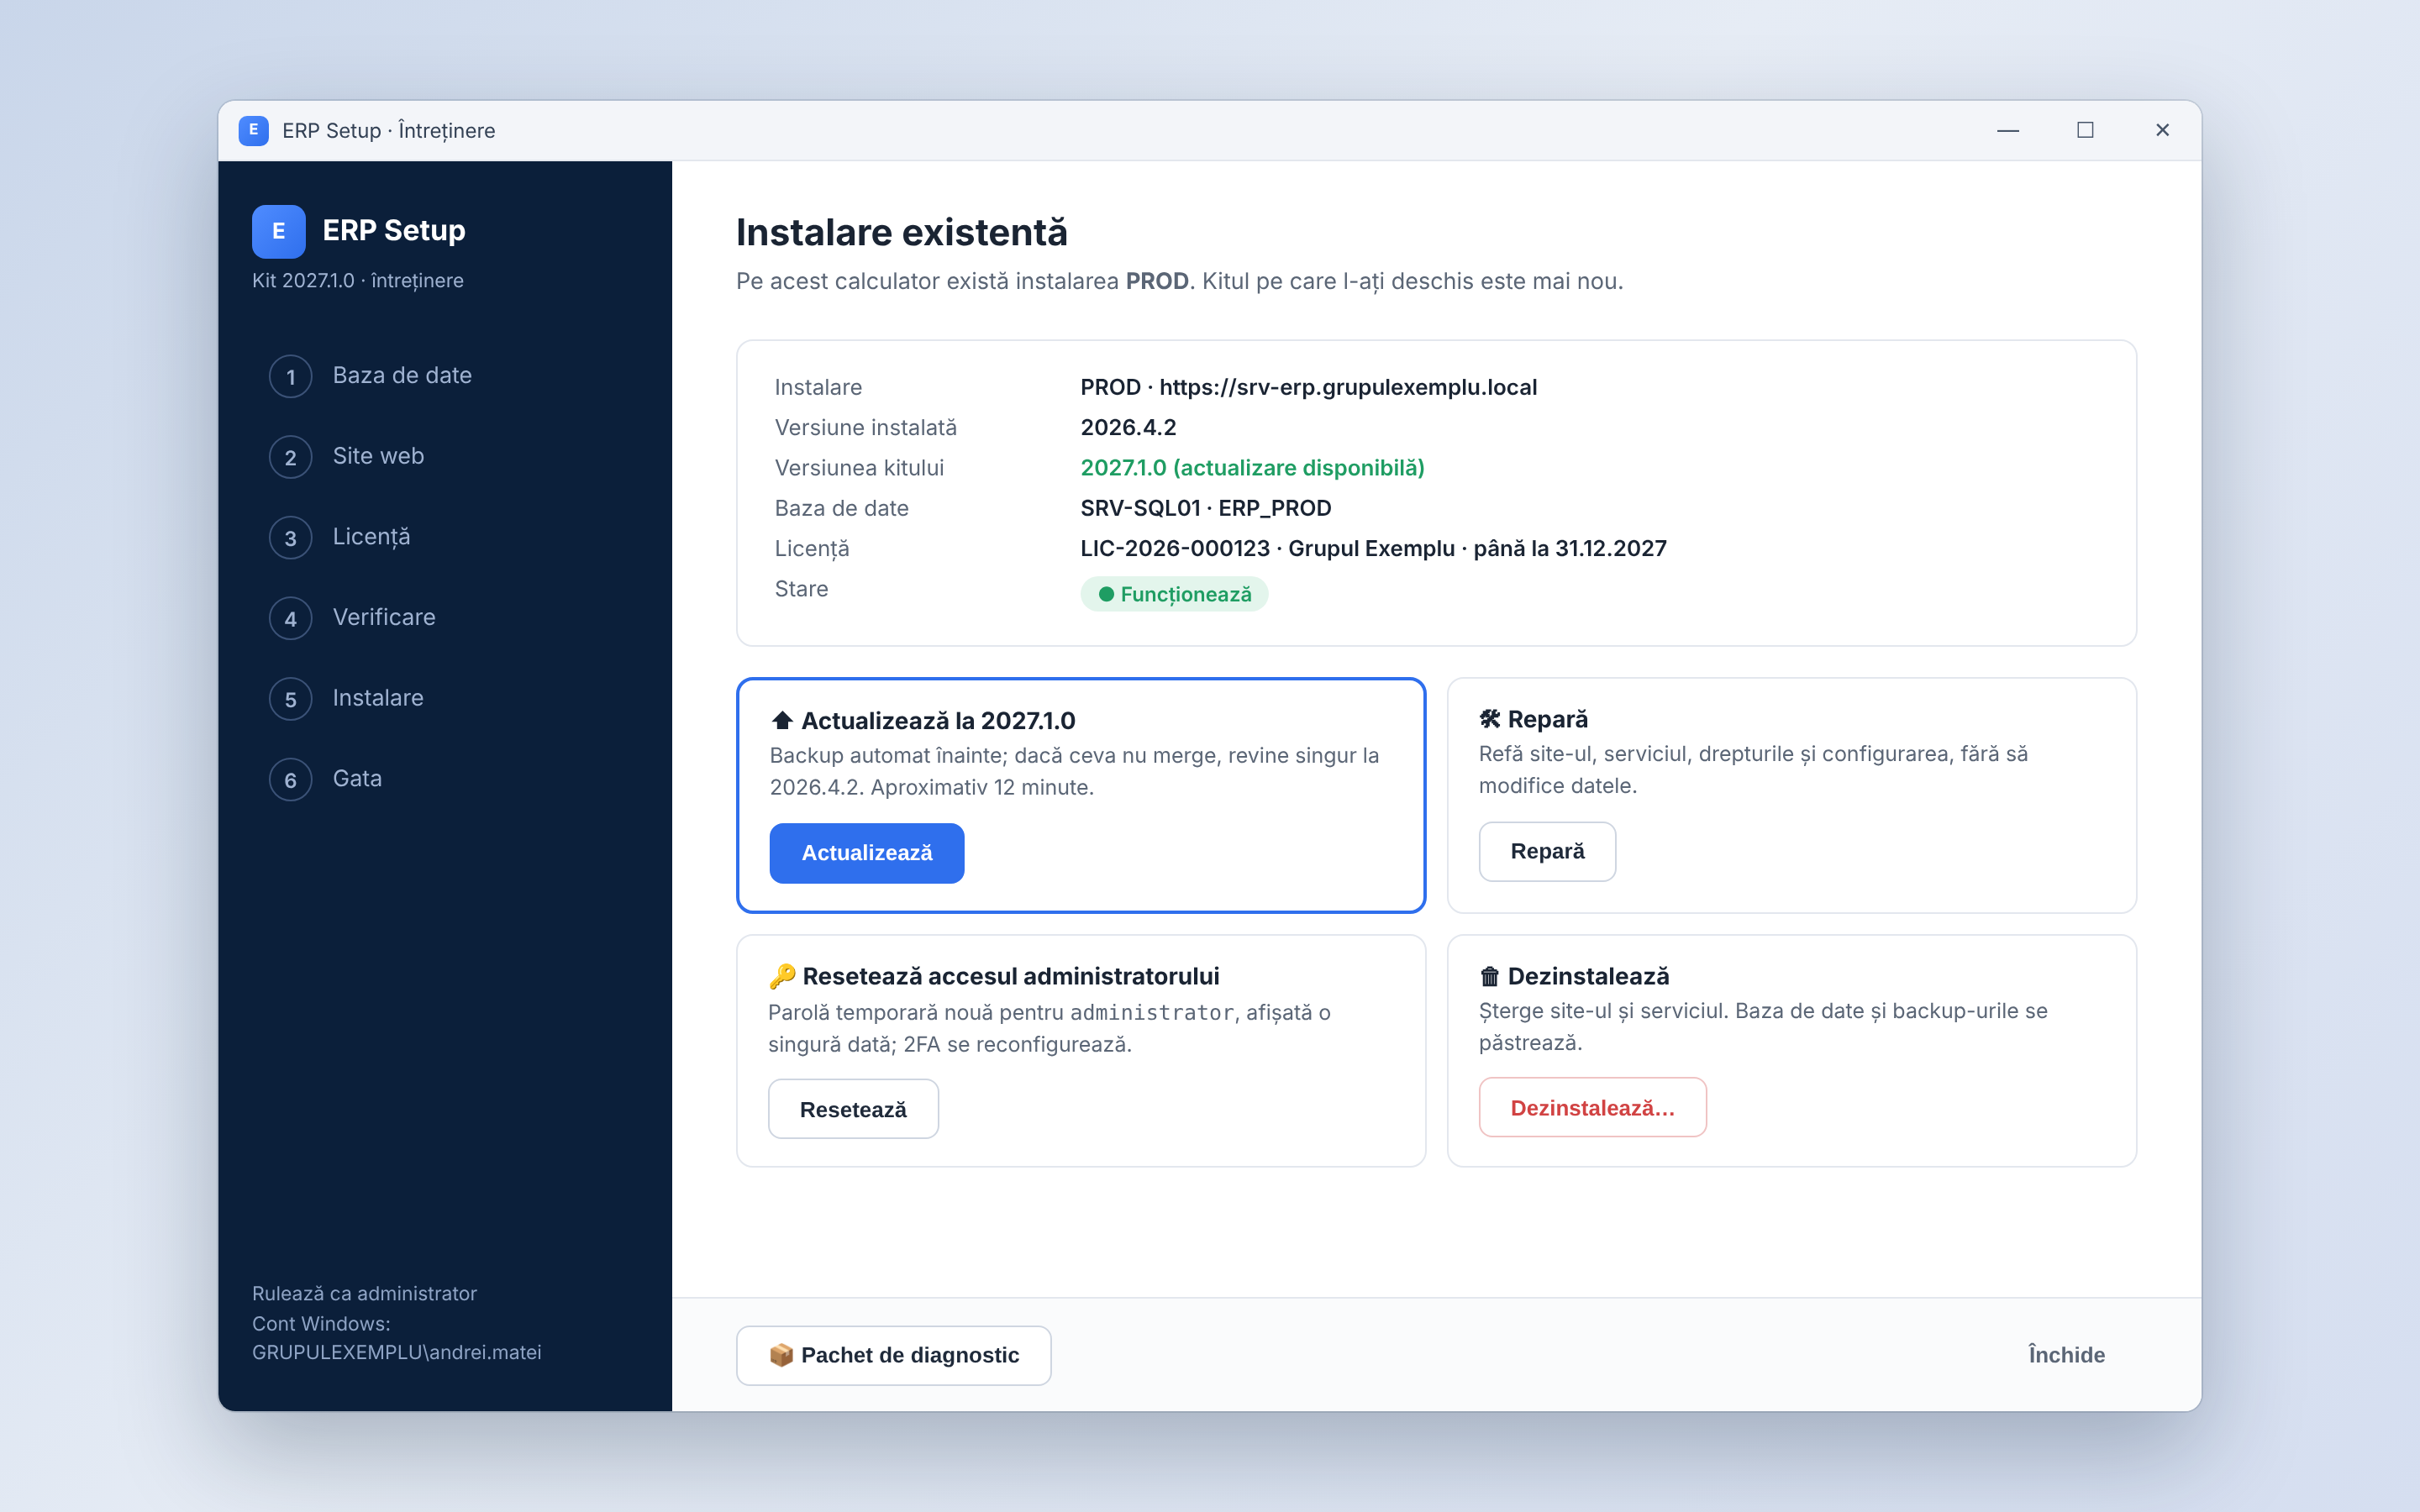 E ERP Setup · Întreținere
E ERP Setup
Kit 2027.1.0 · întreținere
1 Baza de date
2 Site web
3 Licență
4 Verificare
5 Instalare
6 Gata
Rulează ca administrator
Cont Windows:
GRUPULEXEMPLU\andrei.matei
Instalare existentă
Pe acest calculator există instalarea PROD. Kitul pe care l-ați deschis este mai nou.
Instalare PROD · https://srv-erp.grupulexemplu.local
Versiune instalată 2026.4.2
Versiunea kitului 2027.1.0 (actualizare disponibilă)
Baza de date SRV-SQL01 · ERP_PROD
Licență LIC-2026-000123 · Grupul Exemplu · până la 31.12.2027
Stare Funcționează
Actualizează la 2027.1.0
Backup automat înainte; dacă ceva nu merge, revine singur la
2026.4.2. Aproximativ 12 minute.
Actualizează
Repară
Refă site-ul, serviciul, drepturile și configurarea, fără să
modifice datele.
Repară
Resetează accesul administratorului
Parolă temporară nouă pentru administrator, afișată o
singură dată; 2FA se reconfigurează.
Resetează
Dezinstalează
Șterge site-ul și serviciul. Baza de date și backup-urile se
păstrează.
Dezinstalează...
Pachet de diagnostic
Închide